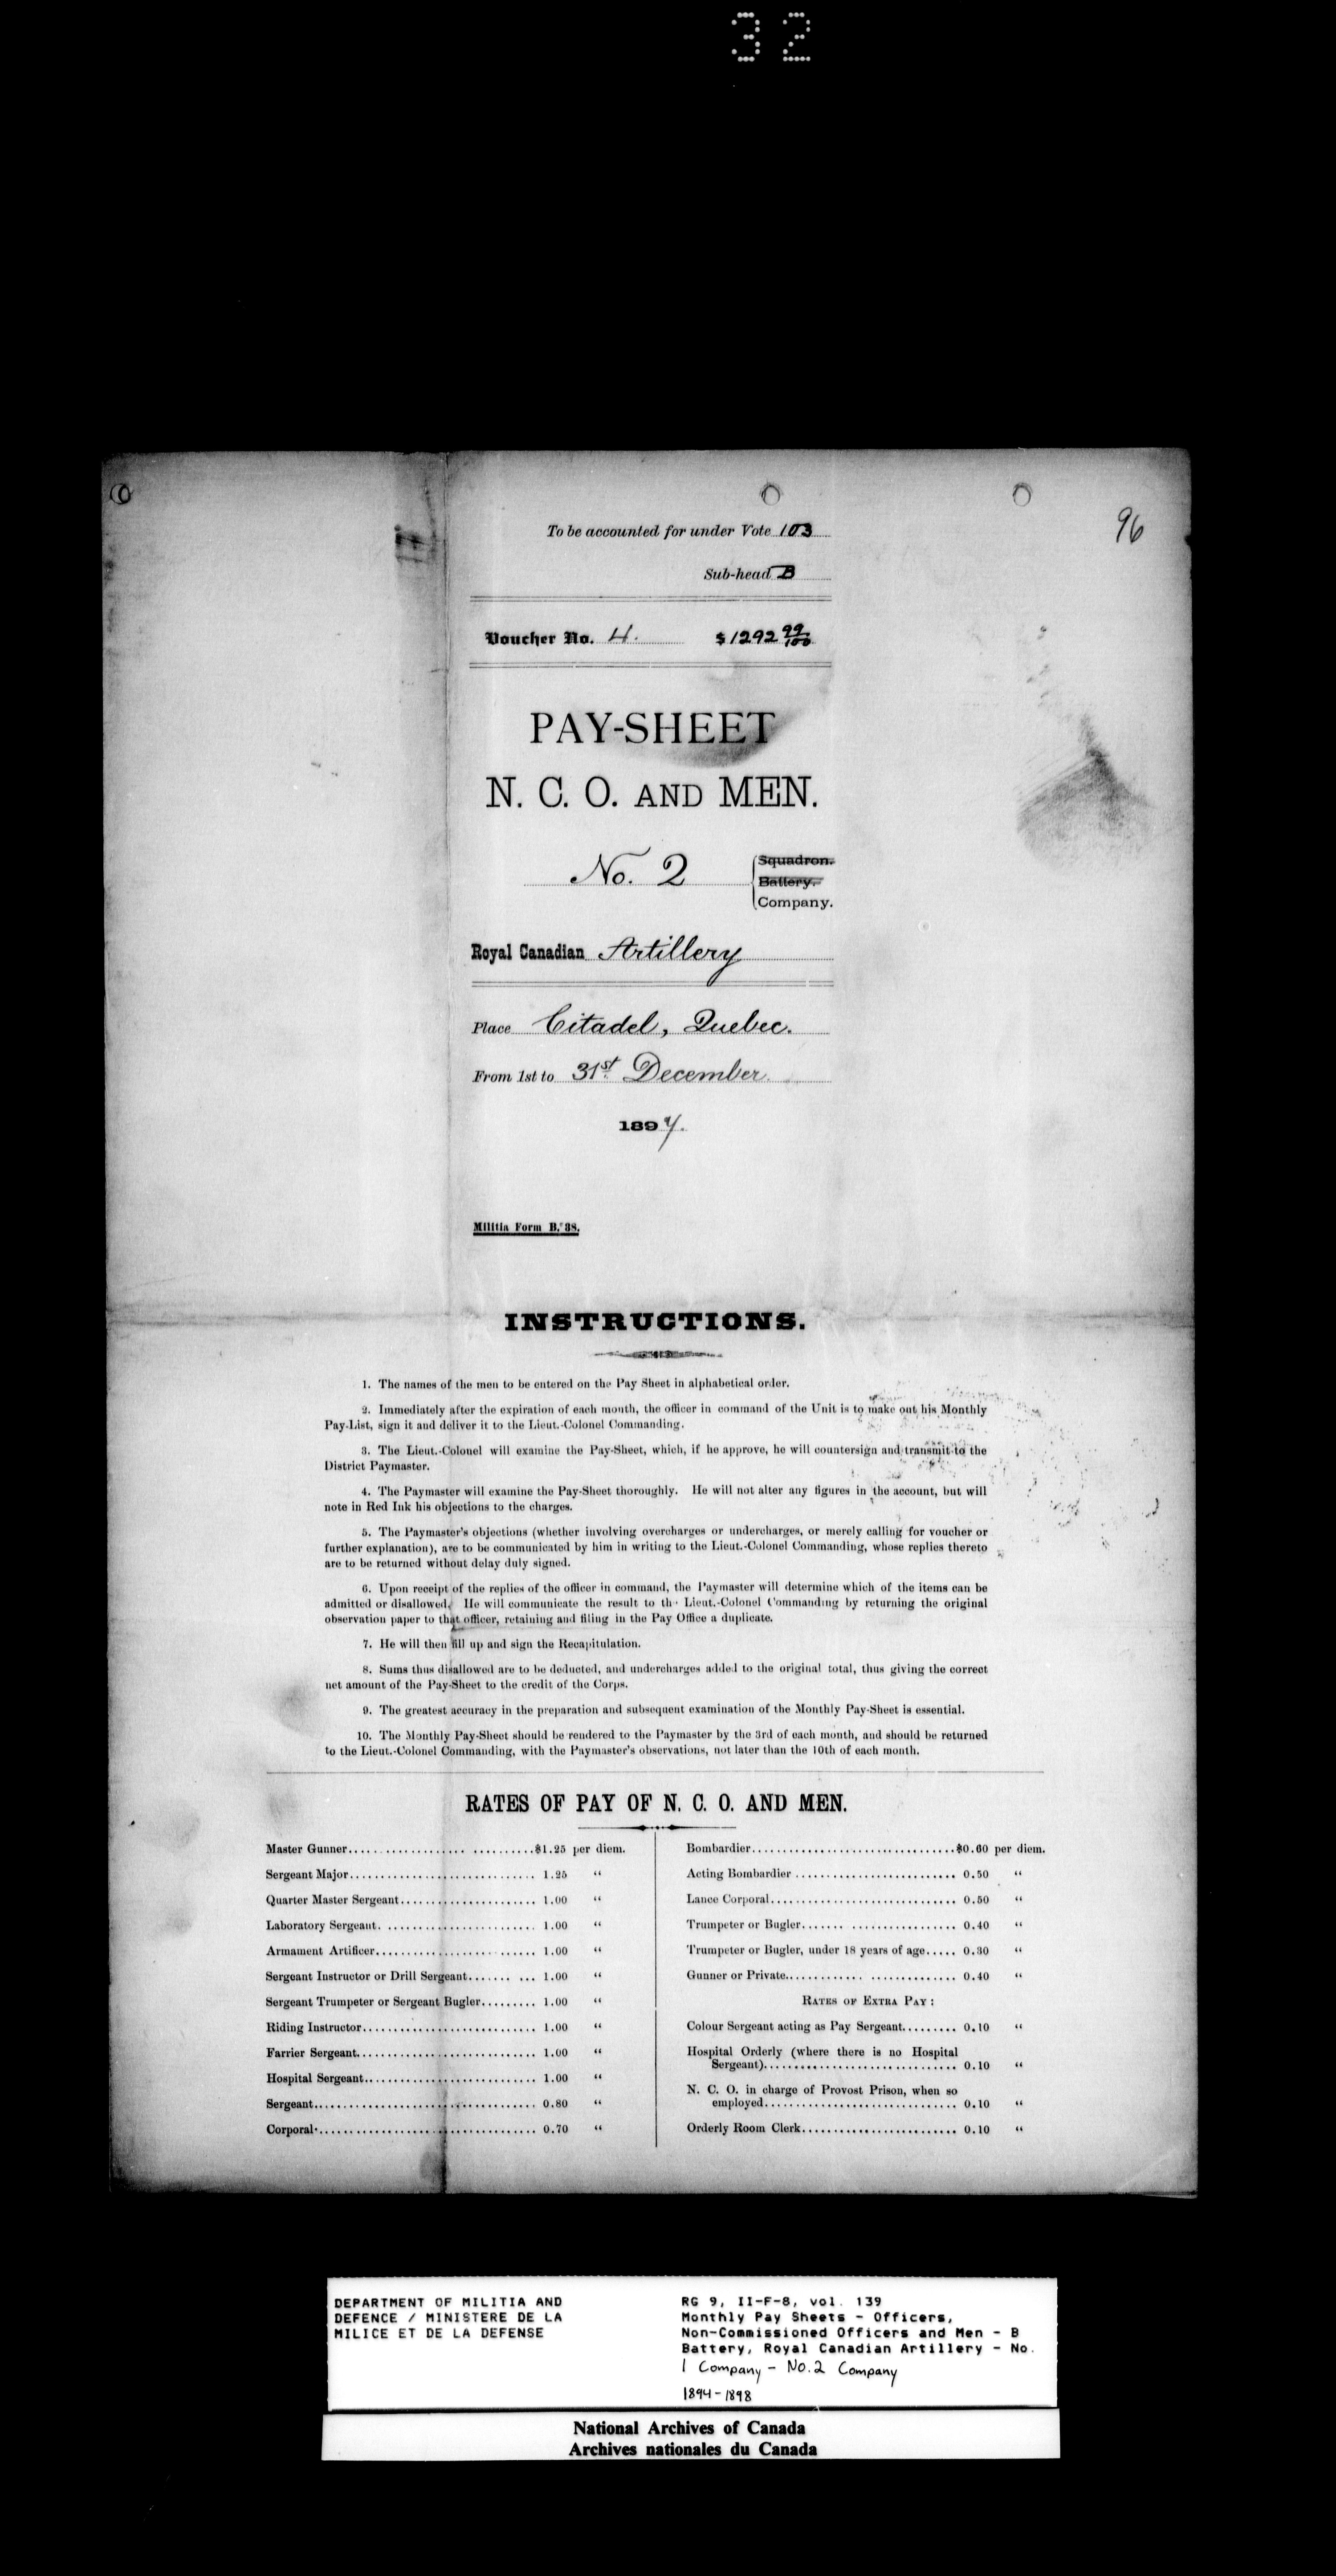 32
96
To be accounted for under Vote 103
Sub-head B
Voucher No. 4. $1292 99/100
PAY-SHEET
N. C. O. AND MEN.
No. 2
Squadron.
Battery.
Company.
Royal Canadian Artillery
Place Citadel, Quebec.
From 1st to 31st December.
1897.
Militia Form B. 38.
INSTRUCTIONS.
1. The names of the men to be entered on the Pay Sheet in alphabetical order.
2. Immediately after the expiration of each month, the officer in command of the Unit is to make out his Monthly
Pay-List, sign it and deliver it to the Lieut.-Colonel Commanding.
3. The Lieut.-Colonel will examine the Pay-Sheet, which, if he approve, he will countersign and transmit to the
District Paymaster.
4. The Paymaster will examine the Pay-Sheet thoroughly. He will not alter any figures in the account, but will
note in Red Ink his objections to the charges.
5. The Paymaster's objections (whether involving overcharges or undercharges, or merely calling for voucher or
further explanation), are to be communicated by him in writing to the Lieut.-Colonel Commanding, whose replies thereto
are to be returned without delay duly signed.
6. Upon receipt of the replies of the officer in command, the Paymaster will determine which of the items can be
admitted or disallowed. He will communicate the result to the Lieut.-Colonel Commanding by returning the original
observation paper to that officer, retaining and filing in the Pay Office a duplicate.
7. He will then fill up and sign the Recapitulation.
8. Sums thus disallowed are to be deducted, and undercharges added to the original total, thus giving the correct
net amount of the Pay-Sheet to the credit of the Corps.
9. The greatest accuracy in the preparation and subsequent examination of the Monthly Pay-Sheet is essential.
10. The Monthly Pay-Sheet should be rendered to the Paymaster by the 3rd of each month, and should be returned
to the Lieut.-Colonel Commanding, with the Paymaster's observations, not later than the 10th of each month.
RATES OF PAY OF N. C. O. AND MEN.
Master Gunner.......... $1.25 per diem.
Sergeant Major.......... 1.25 “
Quarter Master Sergeant.......... 1.00 “
Laboratory Sergeant.......... 1.00 “
Armament Artificer.......... 1.00 “
Sergeant Instructor or Drill Sergeant.......... 1.00 “
Sergeant Trumpeter or Sergeant Bugler.......... 1.00 “
Riding Instructor.......... 1.00 “
Farrier Sergeant.......... 1.00 “
Hospital Sergeant.......... 1.00 “
Sergeant.......... 0.80 “
Corporal.......... 0.70 “
Bombardier.......... $0.60 per diem.
Acting Bombardier.......... 0.50 “
Lance Corporal.......... 0.50 “
Trumpeter or Bugler.......... 0.40 “
Trumpeter or Bugler, under 18 years of age..... 0.30 “
Gunner or Private.......... 0.40 “
RATES OF EXTRA PAY :
Colour Sergeant acting as Pay Sergeant......... 0.10 “
Hospital Orderly (where there is no Hospital
Sergeant).......... 0.10 “
N. C. O. in charge of Provost Prison, when so
employed.......... 0.10 “
Orderly Room Clerk.......... 0.10 “
DEPARTMENT OF MILITIA AND
DEFENCE / MINISTERE DE LA
MILICE ET DE LA DEFENSE
RG 9, II-F-8, vol. 139
Monthly Pay Sheets - Officers,
Non-Commissioned Officers and Men - B
Battery, Royal Canadian Artillery - No.
1 Company - No. 2 Company
1894-1898
National Archives of Canada
Archives nationales du Canada